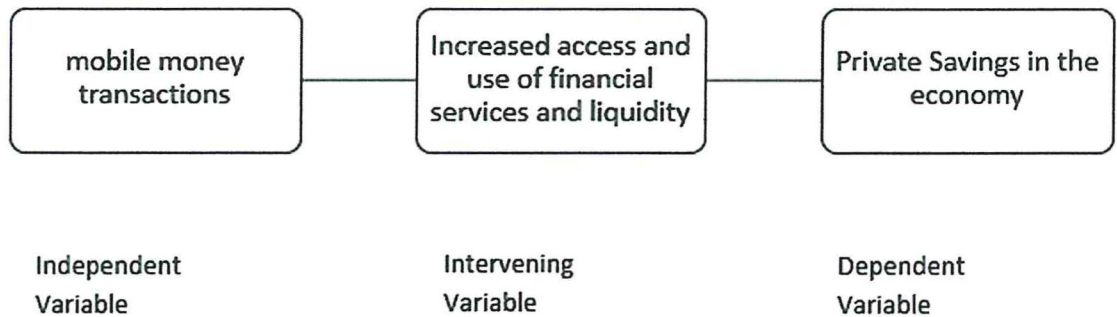 mobile money
transactions
Increased access and
use of financial
services and liquidity
Private Savings in the
economy
Independent
Variable
Intervening
Variable
Dependent
Variable